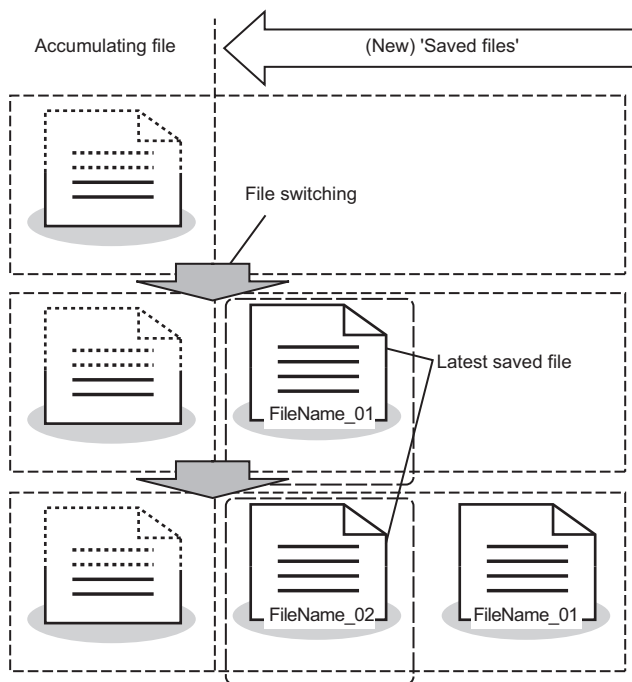 Accumulating file
(New) 'Saved files'
File switching
Latest saved file
FileName_01
FileName_02
FileName_01